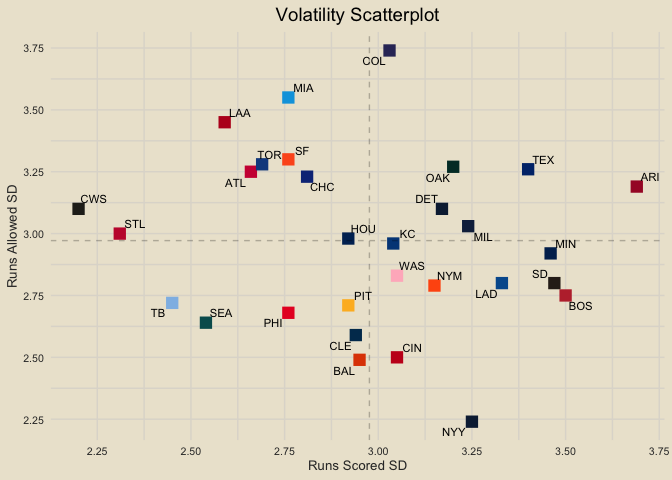 Volatility Scatterplot
3.75
COL
MIA
3.50
LAA
TOR SF
3.25
TEX
OAK
ARI
ATL
CHC
CWS
DET
STL
HOU
KC
MIL
3.00
MIN
WAS
NYM
SD
2.75
TB
SEA
PIT
LAD
BOS
PHI
CLE
CIN
2.50
BAL
2.25
NYY
Runs Allowed SD
2.25 2.50 2.75 3.00 3.25 3.50 3.75
Runs Scored SD